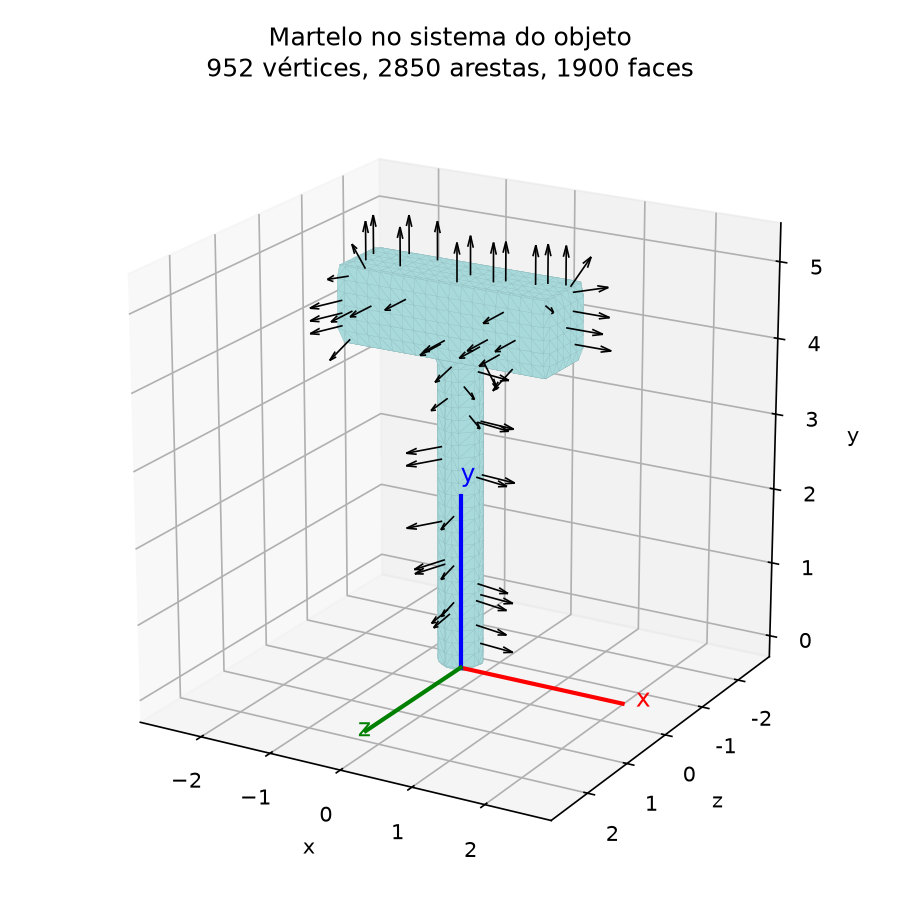 Martelo no sistema do objeto
952 vértices, 2850 arestas, 1900 faces
5
4
y
3
2
y
1
0
x
z
−2
−1
0
1
2
x
-2
-1
0
1
2
z